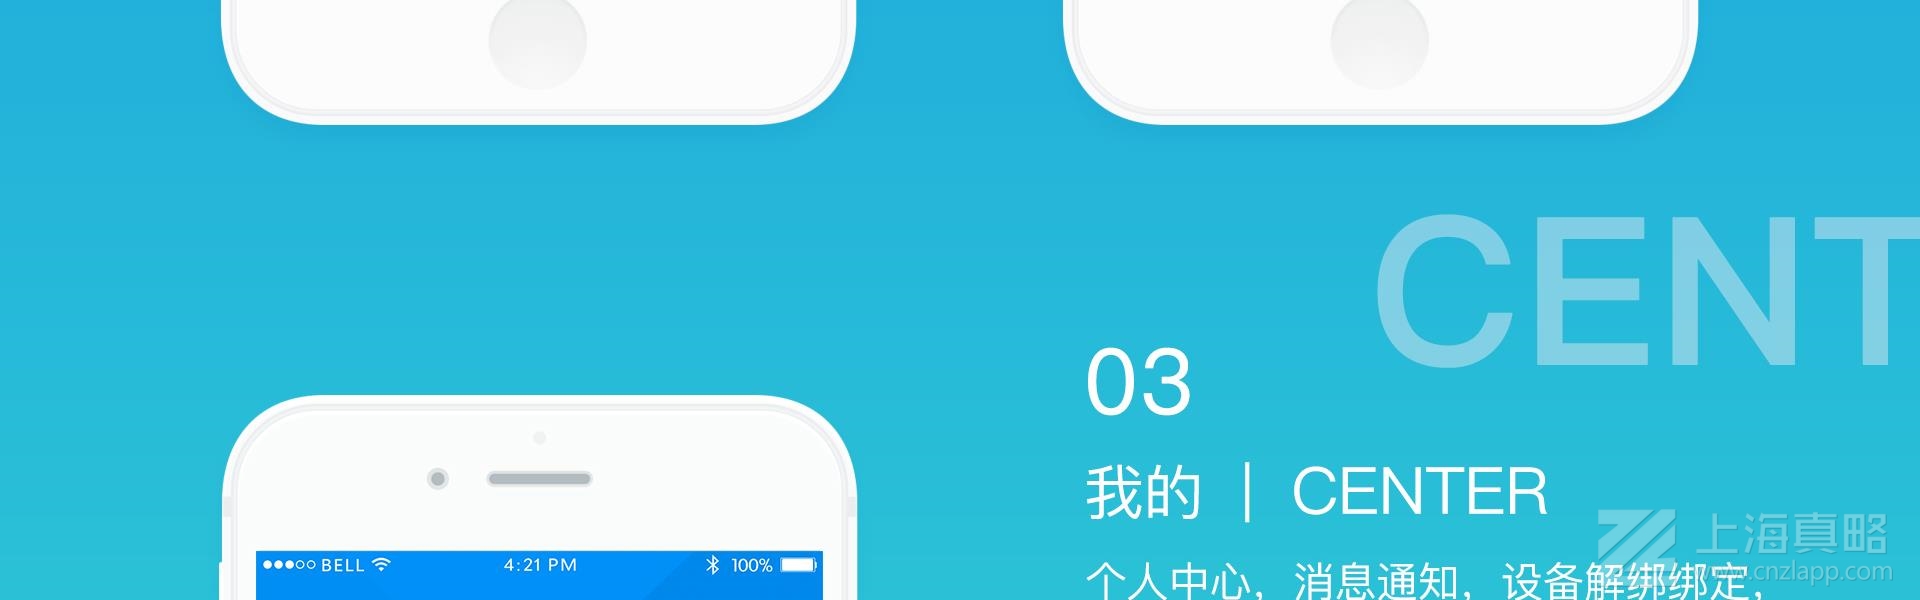 CENT
03
我的 | CENTER
●●●○○ BELL 4:21 PM 100%
个人中心，消息通知，设备解绑绑定，
上海真略
www.cnzlapp.com